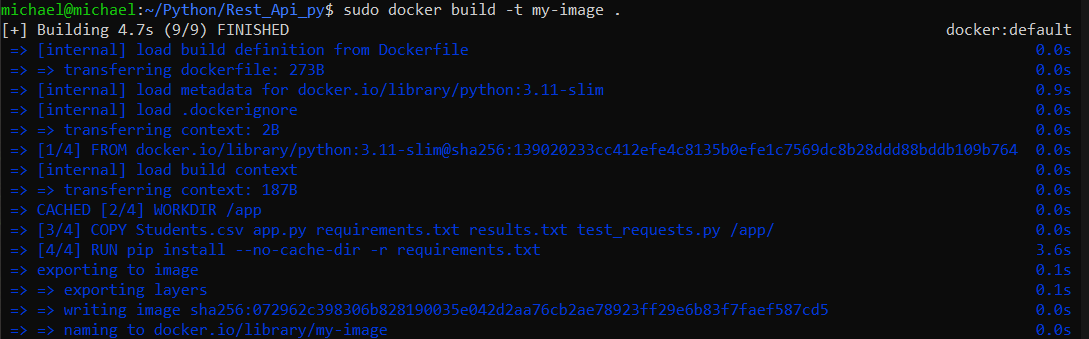 michael@michael:~/Python/Rest_Api_py$ sudo docker build -t my-image .
[+] Building 4.7s (9/9) FINISHED docker:default
=> [internal] load build definition from Dockerfile 0.0s
=> => transferring dockerfile: 273B 0.0s
=> [internal] load metadata for docker.io/library/python:3.11-slim 0.9s
=> [internal] load .dockerignore 0.0s
=> => transferring context: 2B 0.0s
=> [1/4] FROM docker.io/library/python:3.11-slim@sha256:139020233cc412efe4c8135b0efe1c7569dc8b28ddd88bddb109b764 0.0s
=> [internal] load build context 0.0s
=> => transferring context: 187B 0.0s
=> CACHED [2/4] WORKDIR /app 0.0s
=> [3/4] COPY Students.csv app.py requirements.txt results.txt test_requests.py /app/ 0.0s
=> [4/4] RUN pip install --no-cache-dir -r requirements.txt 3.6s
=> exporting to image 0.1s
=> => exporting layers 0.1s
=> => writing image sha256:072962c398306b828190035e042d2aa76cb2ae78923ff29e6b83f7faef587cd5 0.0s
=> => naming to docker.io/library/my-image 0.0s